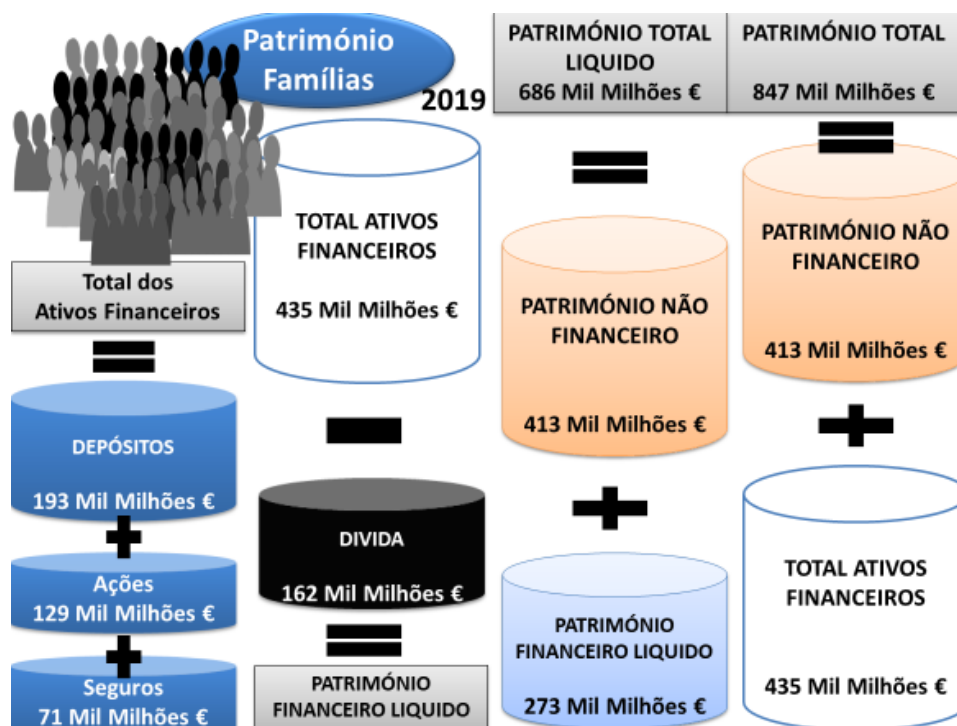 Património
Famílias
2019
Total dos
Ativos Financeiros
DEPÓSITOS
193 Mil Milhões €
Ações
129 Mil Milhões €
Seguros
71 Mil Milhões €
TOTAL ATIVOS
FINANCEIROS
435 Mil Milhões €
DIVIDA
162 Mil Milhões €
PATRIMÓNIO
FINANCEIRO LIQUIDO
PATRIMÓNIO TOTAL
LIQUIDO
686 Mil Milhões €
PATRIMÓNIO NÃO
FINANCEIRO
413 Mil Milhões €
PATRIMÓNIO
FINANCEIRO LIQUIDO
273 Mil Milhões €
PATRIMÓNIO TOTAL
847 Mil Milhões €
PATRIMÓNIO NÃO
FINANCEIRO
413 Mil Milhões €
TOTAL ATIVOS
FINANCEIROS
435 Mil Milhões €